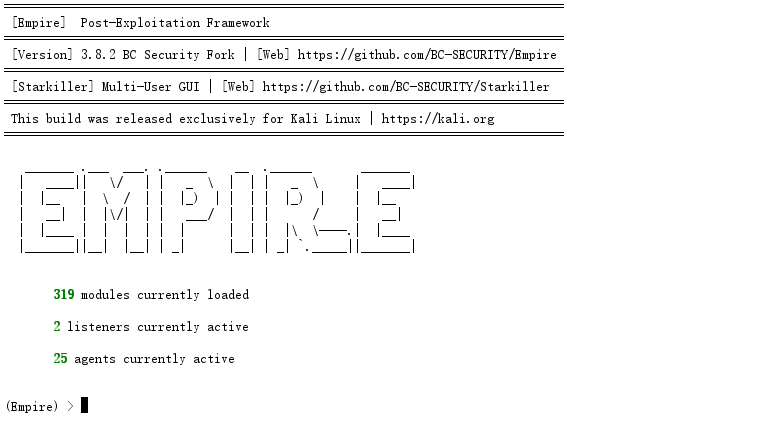 [Empire] Post-Exploitation Framework
[Version] 3.8.2 BC Security Fork | [Web] https://github.com/BC-SECURITY/Empire
[Starkiller] Multi-User GUI | [Web] https://github.com/BC-SECURITY/Starkiller
This build was released exclusively for Kali Linux | https://kali.org
EMPIRE
319 modules currently loaded
2 listeners currently active
25 agents currently active
(Empire) >